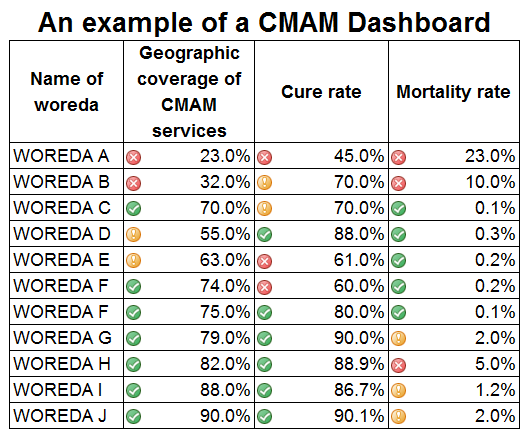 An example of a CMAM Dashboard
Name of woreda Geographic coverage of CMAM services Cure rate Mortality rate
WOREDA A 23.0% 45.0% 23.0%
WOREDA B 32.0% 70.0% 10.0%
WOREDA C 70.0% 70.0% 0.1%
WOREDA D 55.0% 88.0% 0.3%
WOREDA E 63.0% 61.0% 0.2%
WOREDA F 74.0% 60.0% 0.2%
WOREDA F 75.0% 80.0% 0.1%
WOREDA G 79.0% 90.0% 2.0%
WOREDA H 82.0% 88.9% 5.0%
WOREDA I 88.0% 86.7% 1.2%
WOREDA J 90.0% 90.1% 2.0%